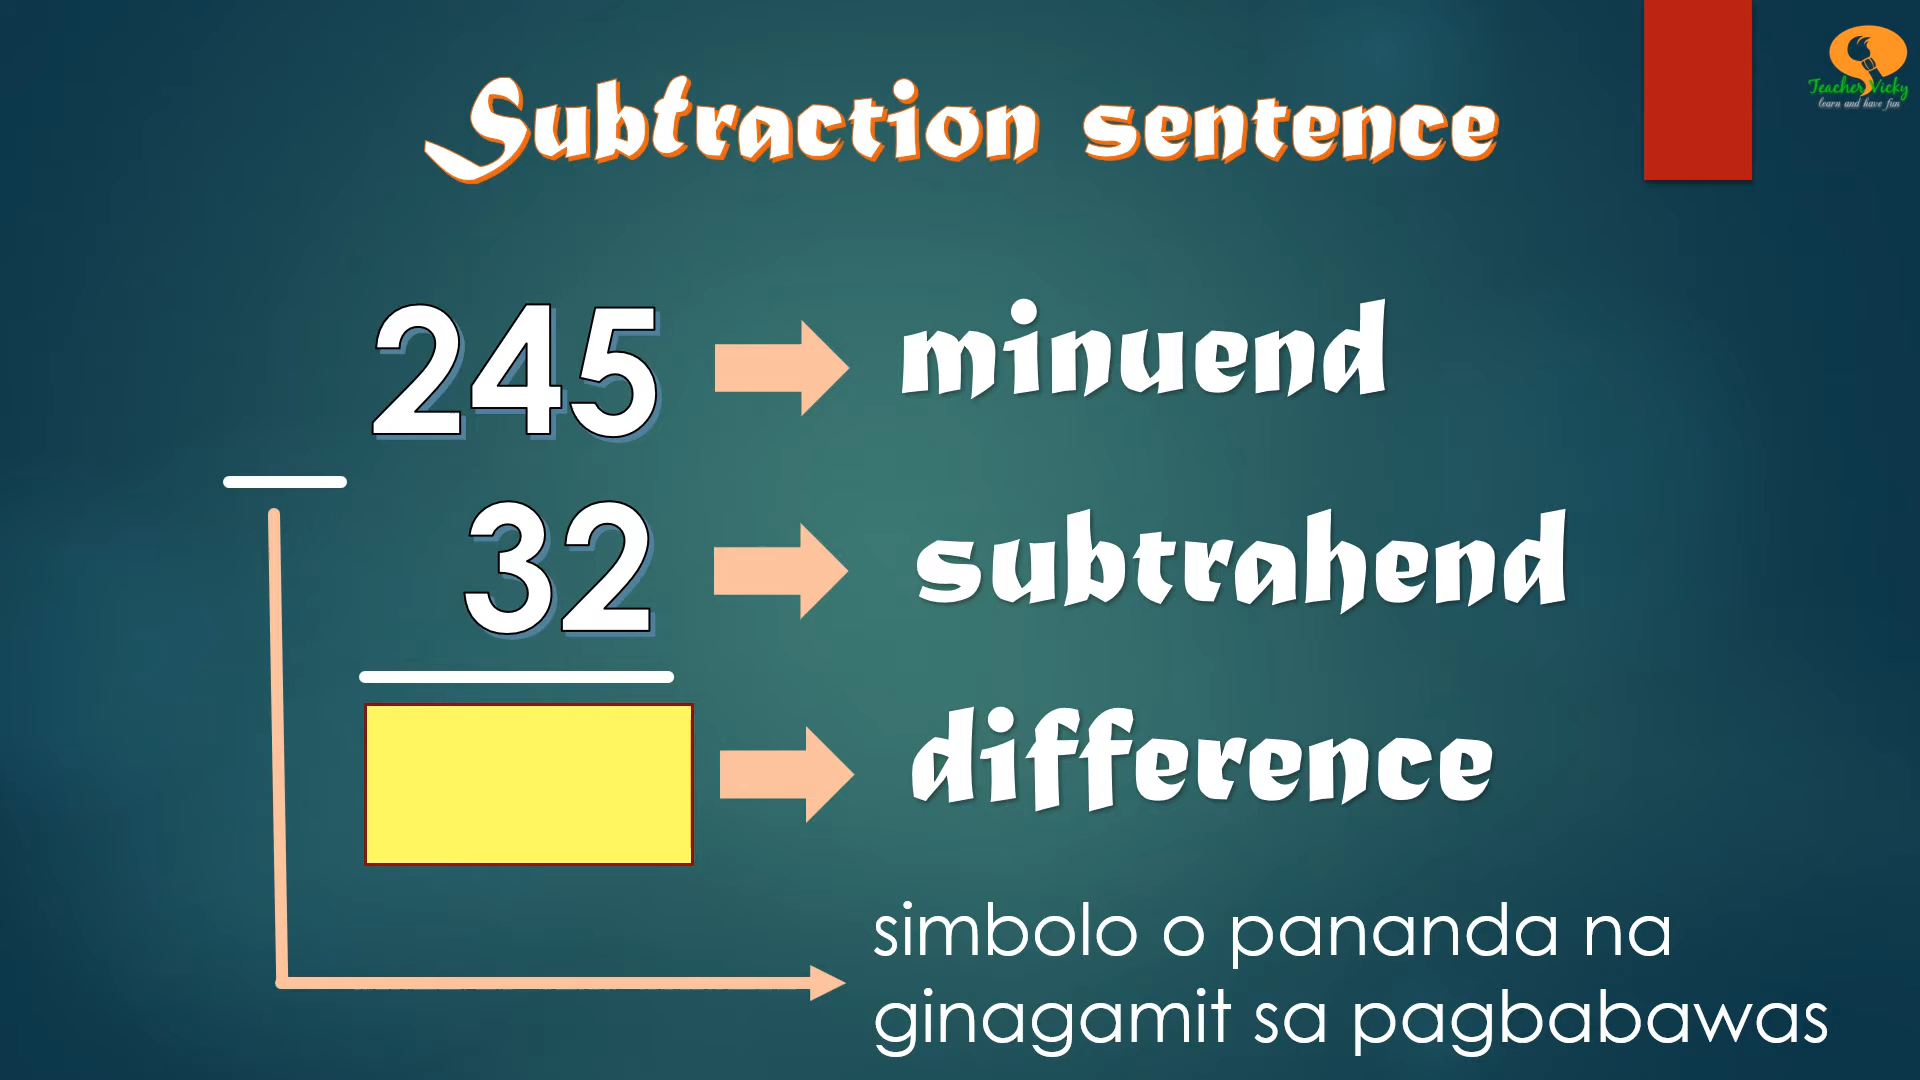 Subtraction sentence
Teacher Vicky
learn and have fun
245 minuend
32 subtrahend
difference
simbolo o pananda na
ginagamit sa pagbabawas